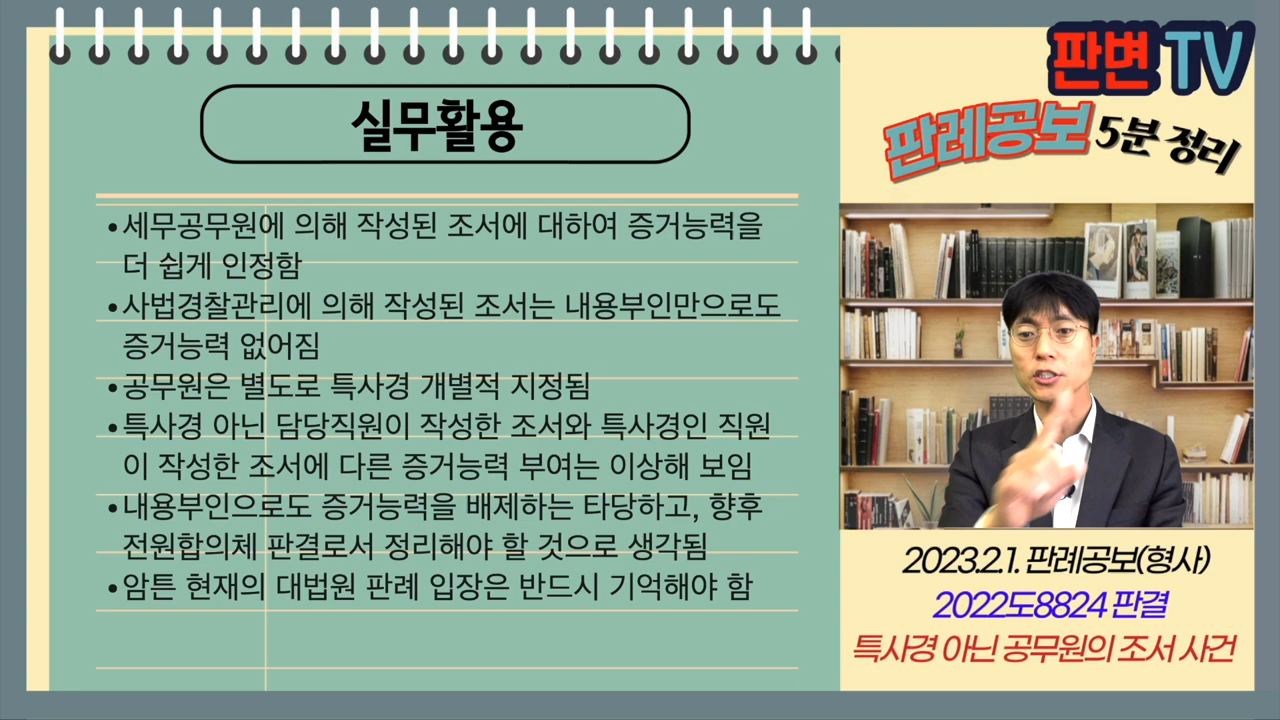 판변 TV
판례공보 5분 정리
실무활용
•세무공무원에 의해 작성된 조서에 대하여 증거능력을
더 쉽게 인정함
•사법경찰관리에 의해 작성된 조서는 내용부인만으로도
증거능력 없어짐
•공무원은 별도로 특사경 개별적 지정됨
•특사경 아닌 담당직원이 작성한 조서와 특사경인 직원
이 작성한 조서에 다른 증거능력 부여는 이상해 보임
•내용부인으로도 증거능력을 배제하는 타당하고, 향후
전원합의체 판결로서 정리해야 할 것으로 생각됨
•암튼 현재의 대법원 판례 입장은 반드시 기억해야 함
2023.2.1. 판례공보(형사)
2022도8824 판결
특사경 아닌 공무원의 조서 사건